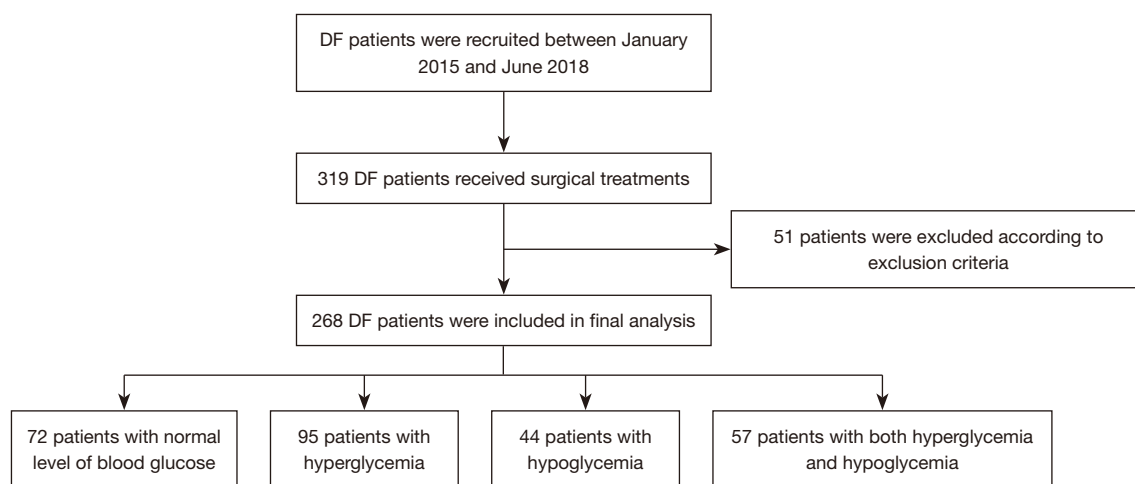 DF patients were recruited between January
2015 and June 2018
319 DF patients received surgical treatments
51 patients were excluded according to
exclusion criteria
268 DF patients were included in final analysis
72 patients with normal
level of blood glucose
95 patients with
hyperglycemia
44 patients with
hypoglycemia
57 patients with both hyperglycemia
and hypoglycemia